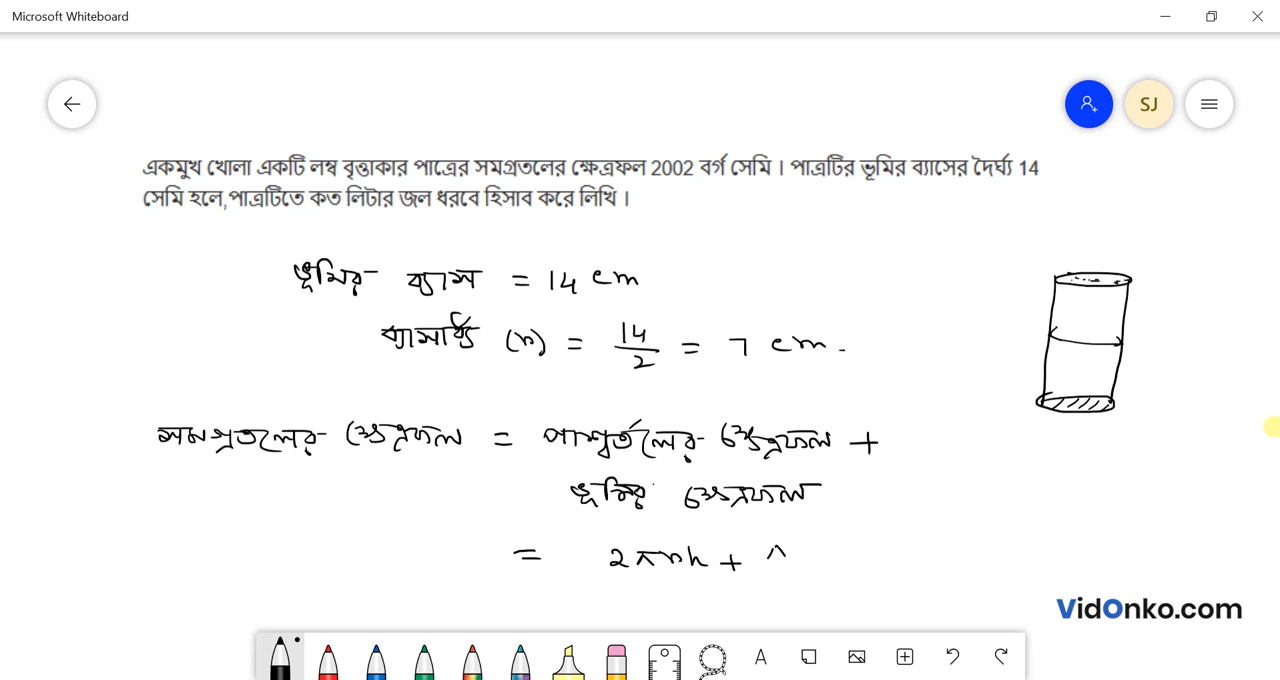 Microsoft Whiteboard
SJ
একমুখ খোলা একটি লম্ব বৃত্তাকার পাত্রের সমগ্রতলের ক্ষেত্রফল 2002 বর্গ সেমি । পাত্রটির ভূমির ব্যাসের দৈর্ঘ্য 14
সেমি হলে,পাত্রটিতে কত লিটার জল ধরবে হিসাব করে লিখি ।
ভূমির ব্যাস = 14 cm
ব্যাসার্ধ্য (r) = 14/2 = 7 cm.
সমগ্রতলের ক্ষেত্রফল = পার্শ্বতলের ক্ষেত্রফল +
ভূমির ক্ষেত্রফল
= 2πrh +
VidOnko.com
A